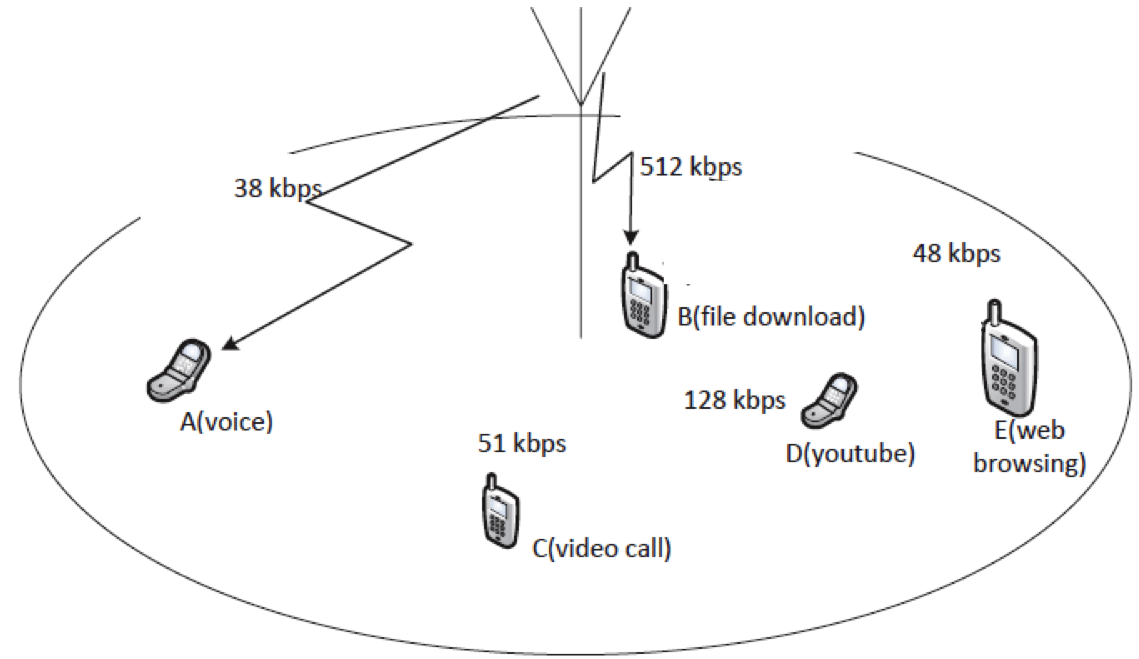 38 kbps
512 kbps
48 kbps
B(file download)
128 kbps
A(voice)
E(web
browsing)
D(youtube)
51 kbps
C(video call)